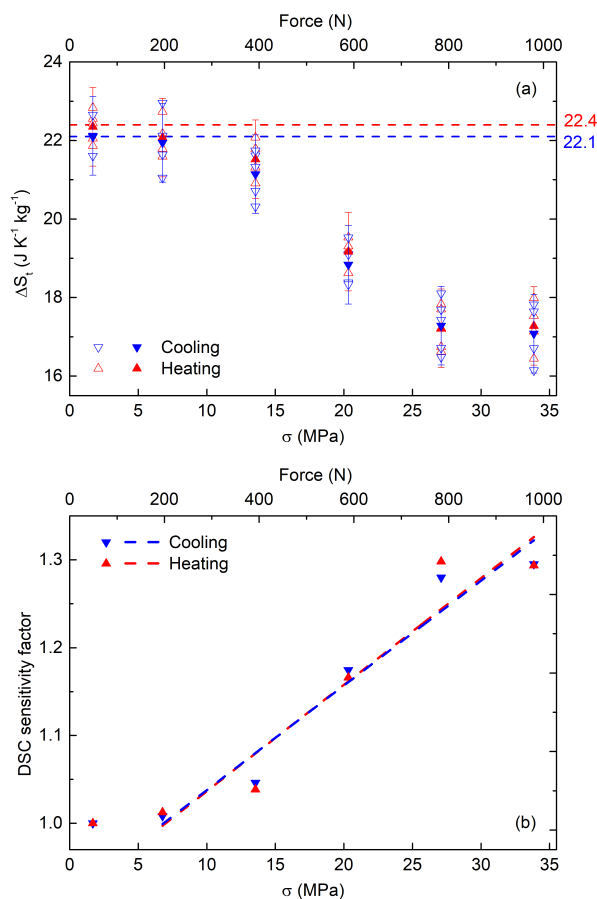 Force (N)
0 200 400 600 800 1000
(a)
24
22
20
18
16
22.4
22.1
ΔSt (J K⁻¹ kg⁻¹)
Cooling
Heating
0 5 10 15 20 25 30 35
σ (MPa)
Force (N)
0 200 400 600 800 1000
Cooling
Heating
1.3
1.2
1.1
1.0
DSC sensitivity factor
(b)
0 5 10 15 20 25 30 35
σ (MPa)